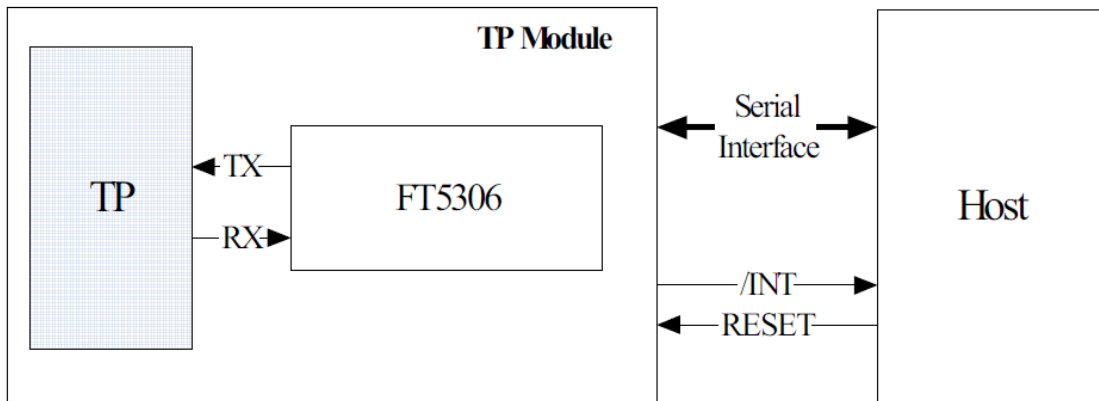 TP Module
TP
TX
RX
FT5306
Serial
Interface
/INT
RESET
Host